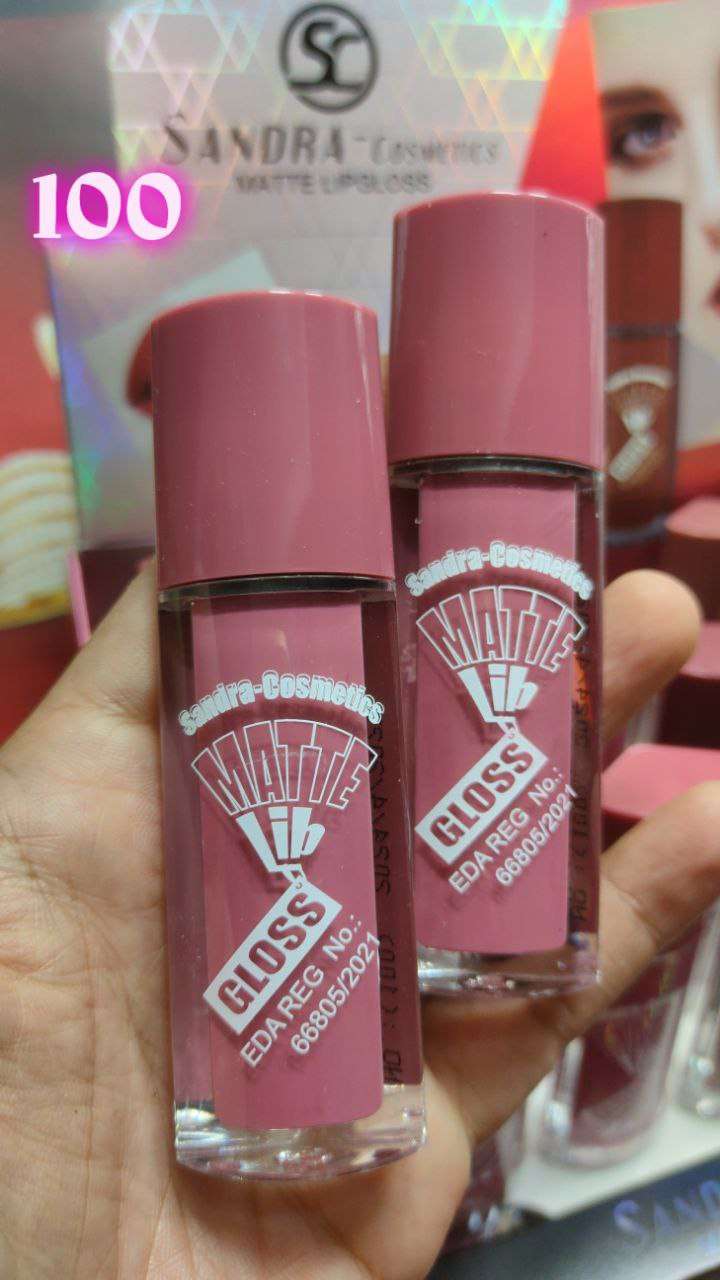 SC
SANDRA-Cosmetics
MATTE LIPGLOSS
100
Sandra-Cosmetics
MATTE
Lib
GLOSS
EDA REG No.:
66805/2021
Sandra-Cosmetics
MATTE
Lib
GLOSS
EDA REG No.:
66805/2021